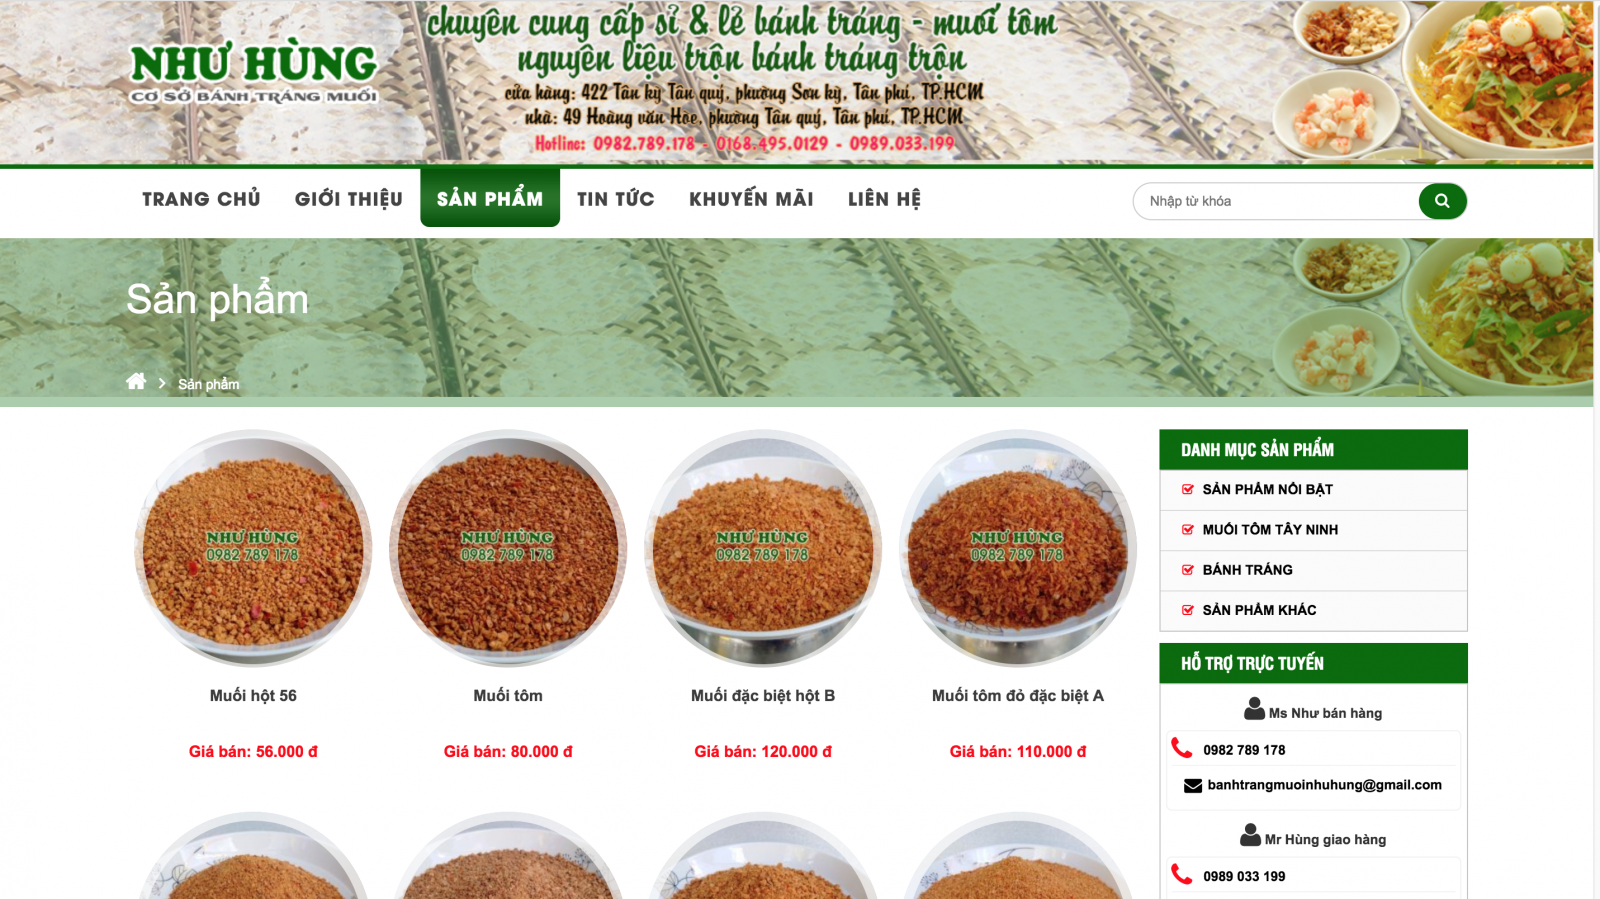 NHƯ HÙNG
CƠ SỞ BÁNH TRÁNG MUỐI
chuyên cung cấp sỉ & lẻ bánh tráng - muối tôm
nguyên liệu trộn bánh tráng trộn
cửa hàng: 422 Tân kỳ Tân quý, phường Sơn kỳ, Tân phú, TP.HCM
nhà: 49 Hoàng văn Hòe, phường Tân quý, Tân phú, TP.HCM
Hotline: 0982.789.178 - 0168.495.0129 - 0989.033.199
TRANG CHỦ GIỚI THIỆU SẢN PHẨM TIN TỨC KHUYẾN MÃI LIÊN HỆ
Nhập từ khóa
Sản phẩm
Sản phẩm
NHƯ HÙNG
0982 789 178
NHƯ HÙNG
0982 789 178
NHƯ HÙNG
0982 789 178
NHƯ HÙNG
0982 789 178
Muối hột 56
Muối tôm
Muối đặc biệt hột B
Muối tôm đỏ đặc biệt A
Giá bán: 56.000 đ
Giá bán: 80.000 đ
Giá bán: 120.000 đ
Giá bán: 110.000 đ
DANH MỤC SẢN PHẨM
SẢN PHẨM NỔI BẬT
MUỐI TÔM TÂY NINH
BÁNH TRÁNG
SẢN PHẨM KHÁC
HỖ TRỢ TRỰC TUYẾN
Ms Như bán hàng
0982 789 178
banhtrangmuoinhuhung@gmail.com
Mr Hùng giao hàng
0989 033 199